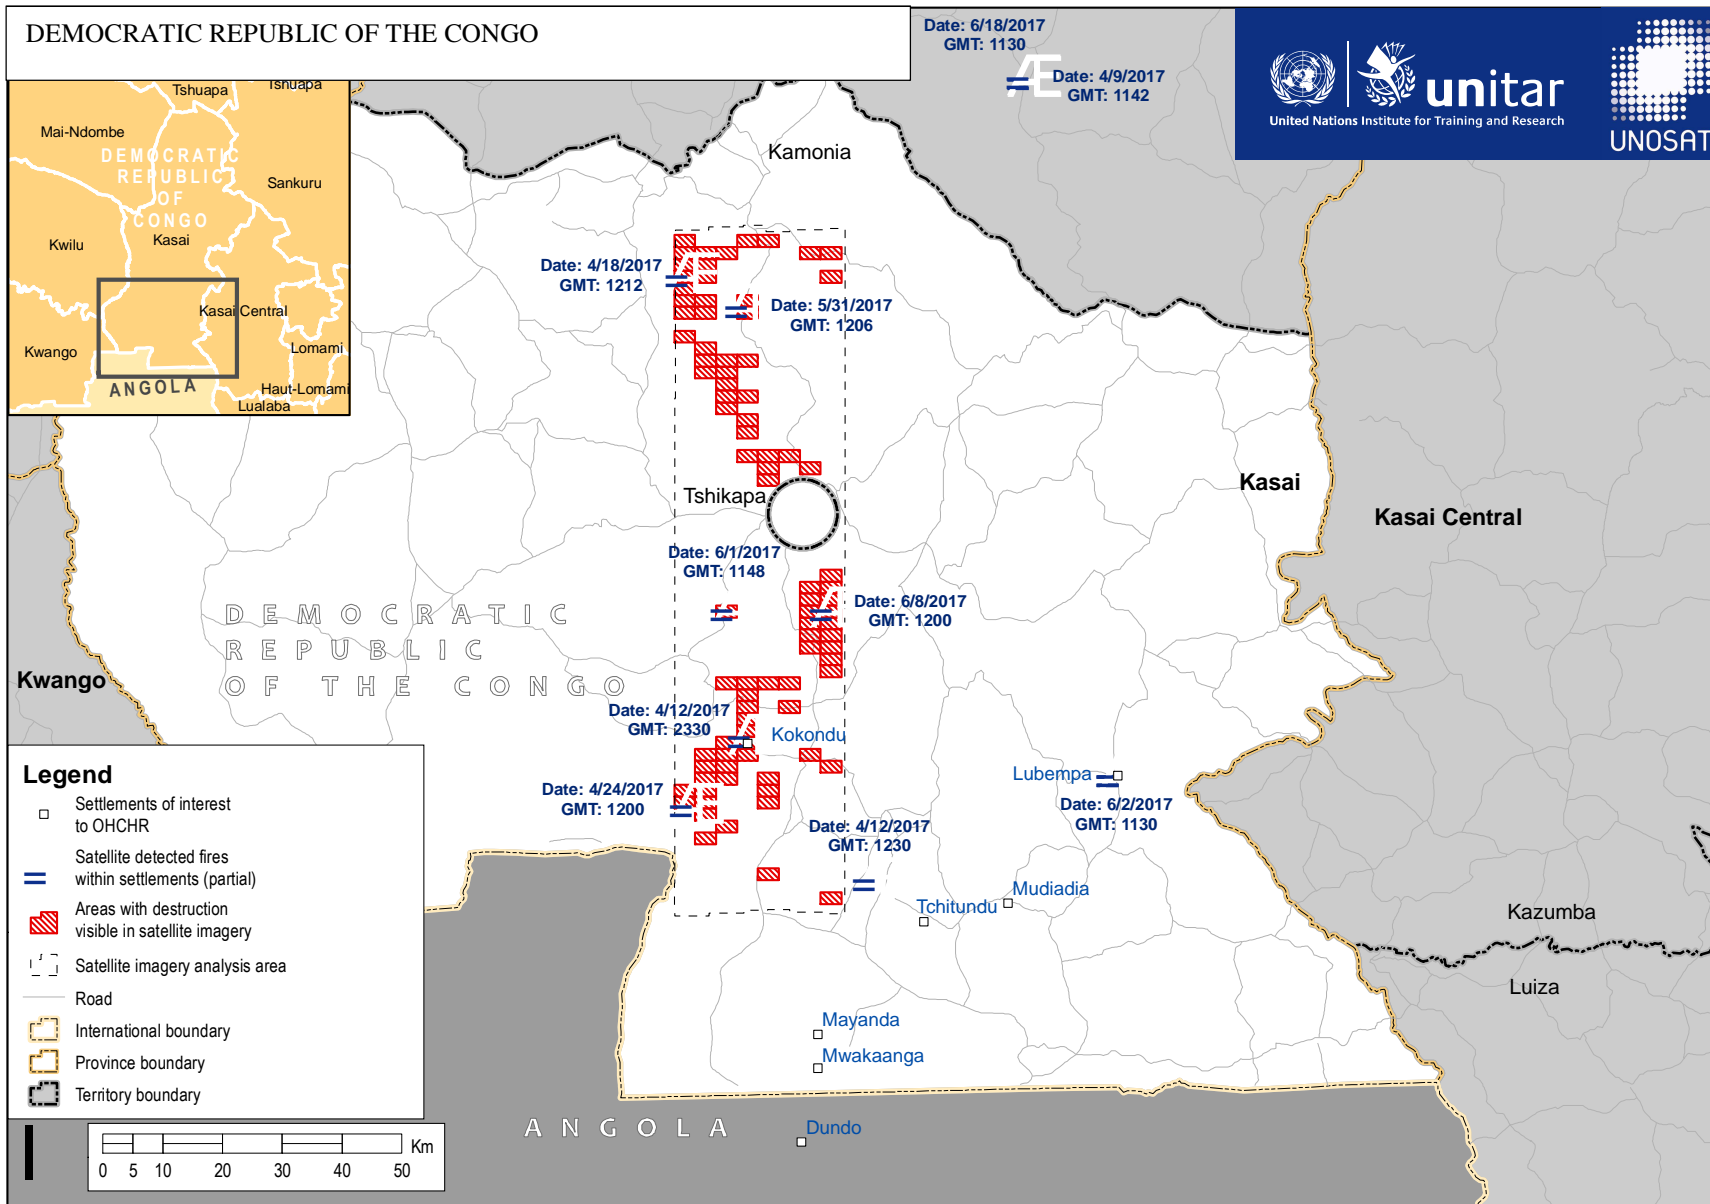 DEMOCRATIC REPUBLIC OF THE CONGO
Date: 6/18/2017
GMT: 1130
Date: 4/9/2017
GMT: 1142
unitar
United Nations Institute for Training and Research
UNOSAT
Tshuapa
Tshuapa
Mai-Ndombe
DEMOCRATIC
REPUBLIC
OF
CONGO
Sankuru
Kwilu
Kasai
Kasai Central
Kwango
Lomami
ANGOLA
Haut-Lomami
Lualaba
Kamonia
Date: 4/18/2017
GMT: 1212
Date: 5/31/2017
GMT: 1206
Tshikapa
Kasai
Kasai Central
Date: 6/1/2017
GMT: 1148
Date: 6/8/2017
GMT: 1200
DEMOCRATIC
REPUBLIC
OF THE CONGO
Kwango
Date: 4/12/2017
GMT: 2330
Kokondu
Lubempa
Date: 6/2/2017
GMT: 1130
Date: 4/24/2017
GMT: 1200
Date: 4/12/2017
GMT: 1230
Mudiadia
Tchitundu
Kazumba
Luiza
Mayanda
Mwakaanga
ANGOLA
Dundo
Legend
Settlements of interest
to OHCHR
Satellite detected fires
within settlements (partial)
Areas with destruction
visible in satellite imagery
Satellite imagery analysis area
Road
International boundary
Province boundary
Territory boundary
Km
0 5 10 20 30 40 50